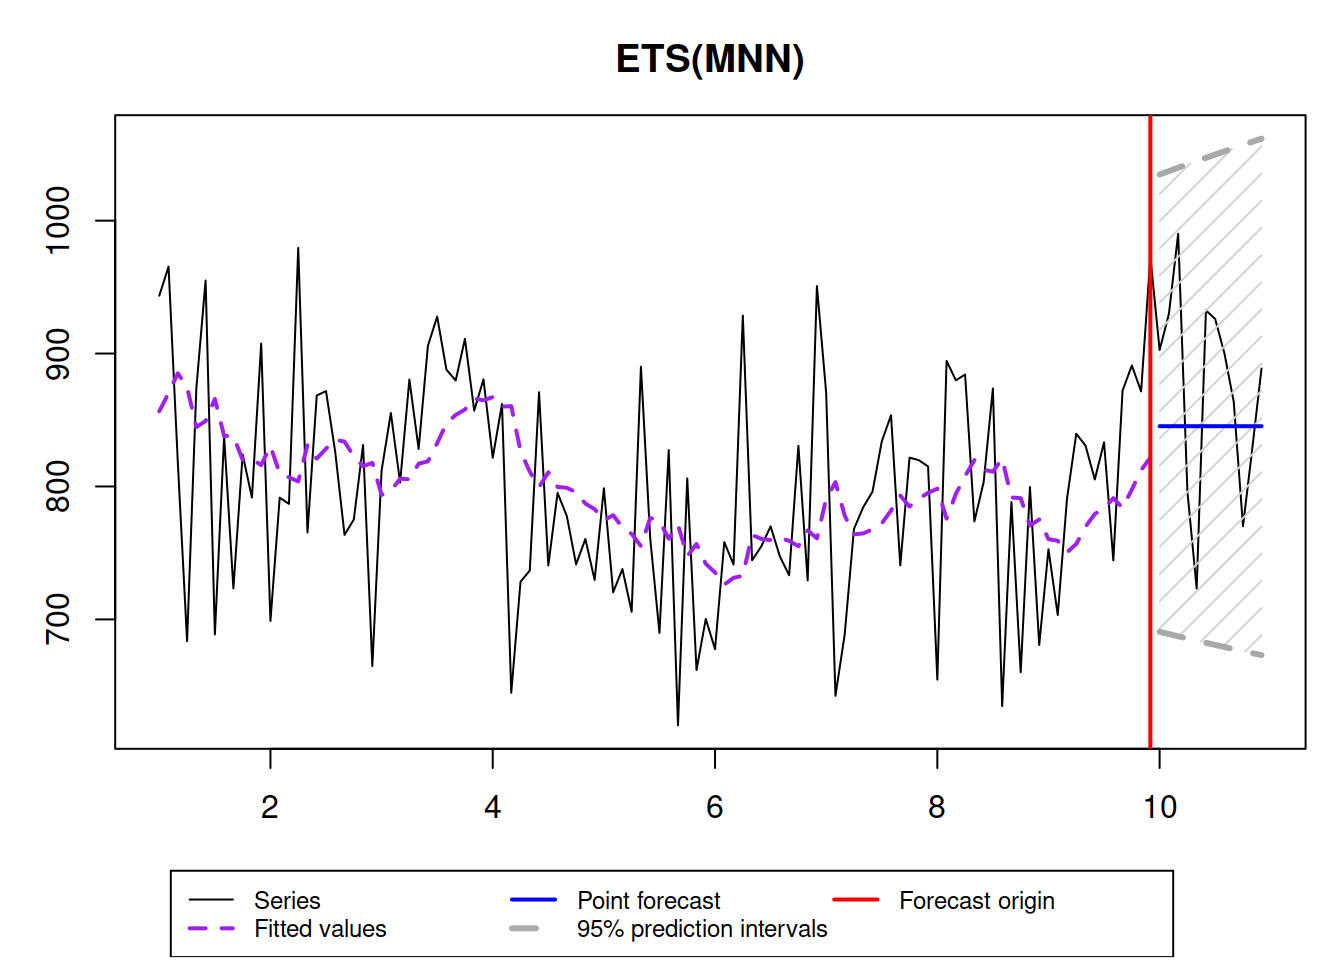 ETS(MNN)
1000
900
800
700
2 4 6 8 10
Series Point forecast Forecast origin
Fitted values 95% prediction intervals